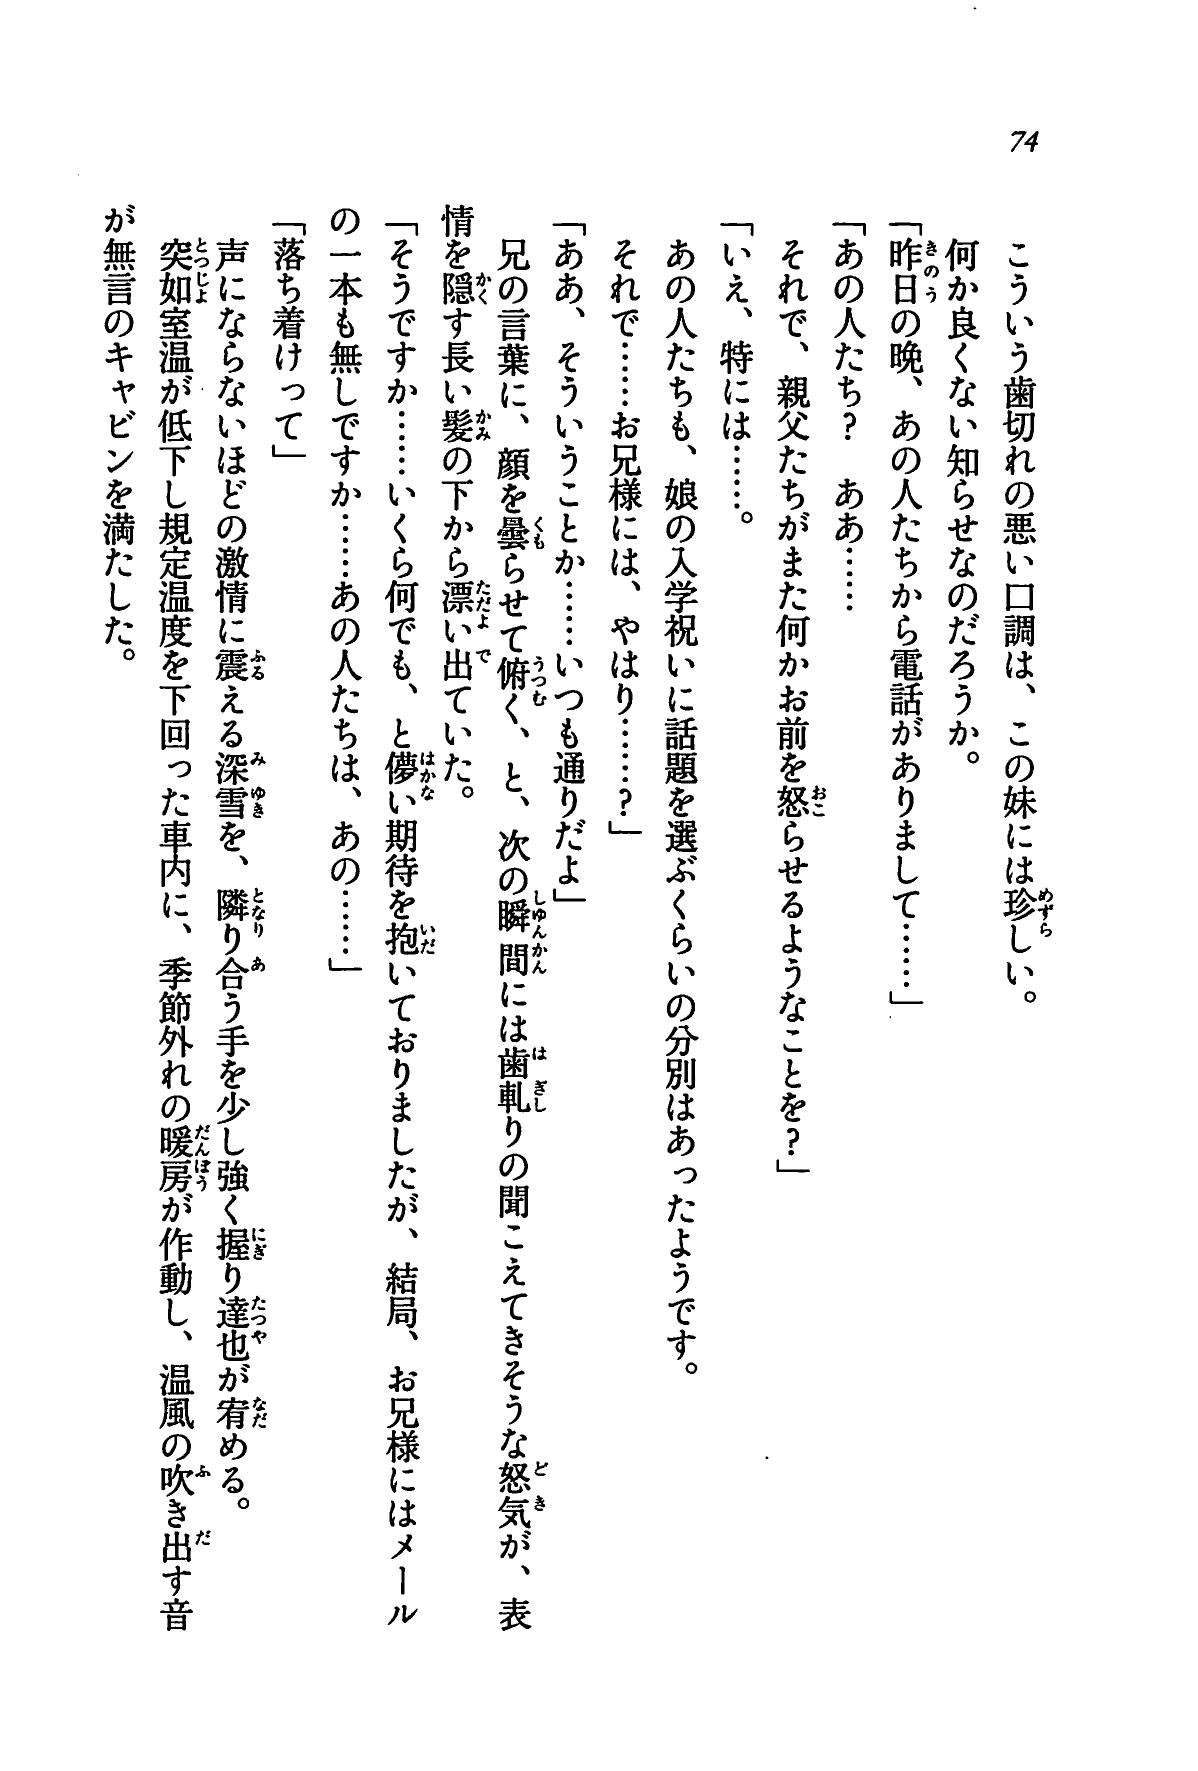 74
こういう歯切れの悪い口調は、この妹には珍しい。
何か良くない知らせなのだろうか。
「昨日の晩、あの人たちから電話がありまして……」
「あの人たち？　ああ……
それで、親父たちがまた何かお前を怒らせるようなことを？」
「いえ、特には……。
あの人たちも、娘の入学祝いに話題を選ぶくらいの分別はあったようです。
それで……お兄様には、やはり……？」
「ああ、そういうことか……いつも通りだよ」
兄の言葉に、顔を曇らせて俯く、と、次の瞬間には歯軋りの聞こえてきそうな怒気が、表
情を隠す長い髪の下から漂い出ていた。
「そうですか……いくら何でも、と儚い期待を抱いておりましたが、結局、お兄様にはメール
の一本も無しですか……あの人たちは、あの……」
「落ち着けって」
声にならないほどの激情に震える深雪を、隣り合う手を少し強く握り達也が宥める。
突如室温が低下し規定温度を下回った車内に、季節外れの暖房が作動し、温風の吹き出す音
が無言のキャビンを満たした。